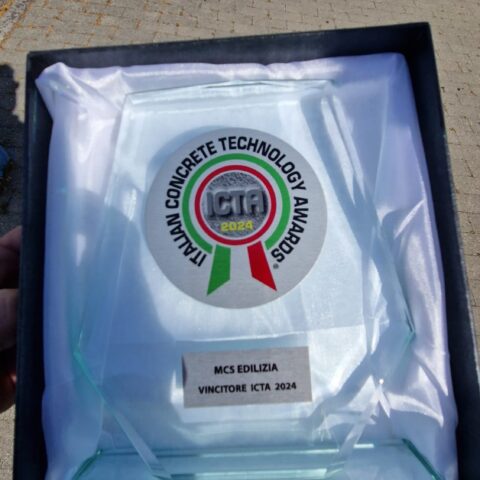 ITALIAN CONCRETE TECHNOLOGY AWARDS®
ICTA
2024
MCS EDILIZIA
VINCITORE ICTA 2024